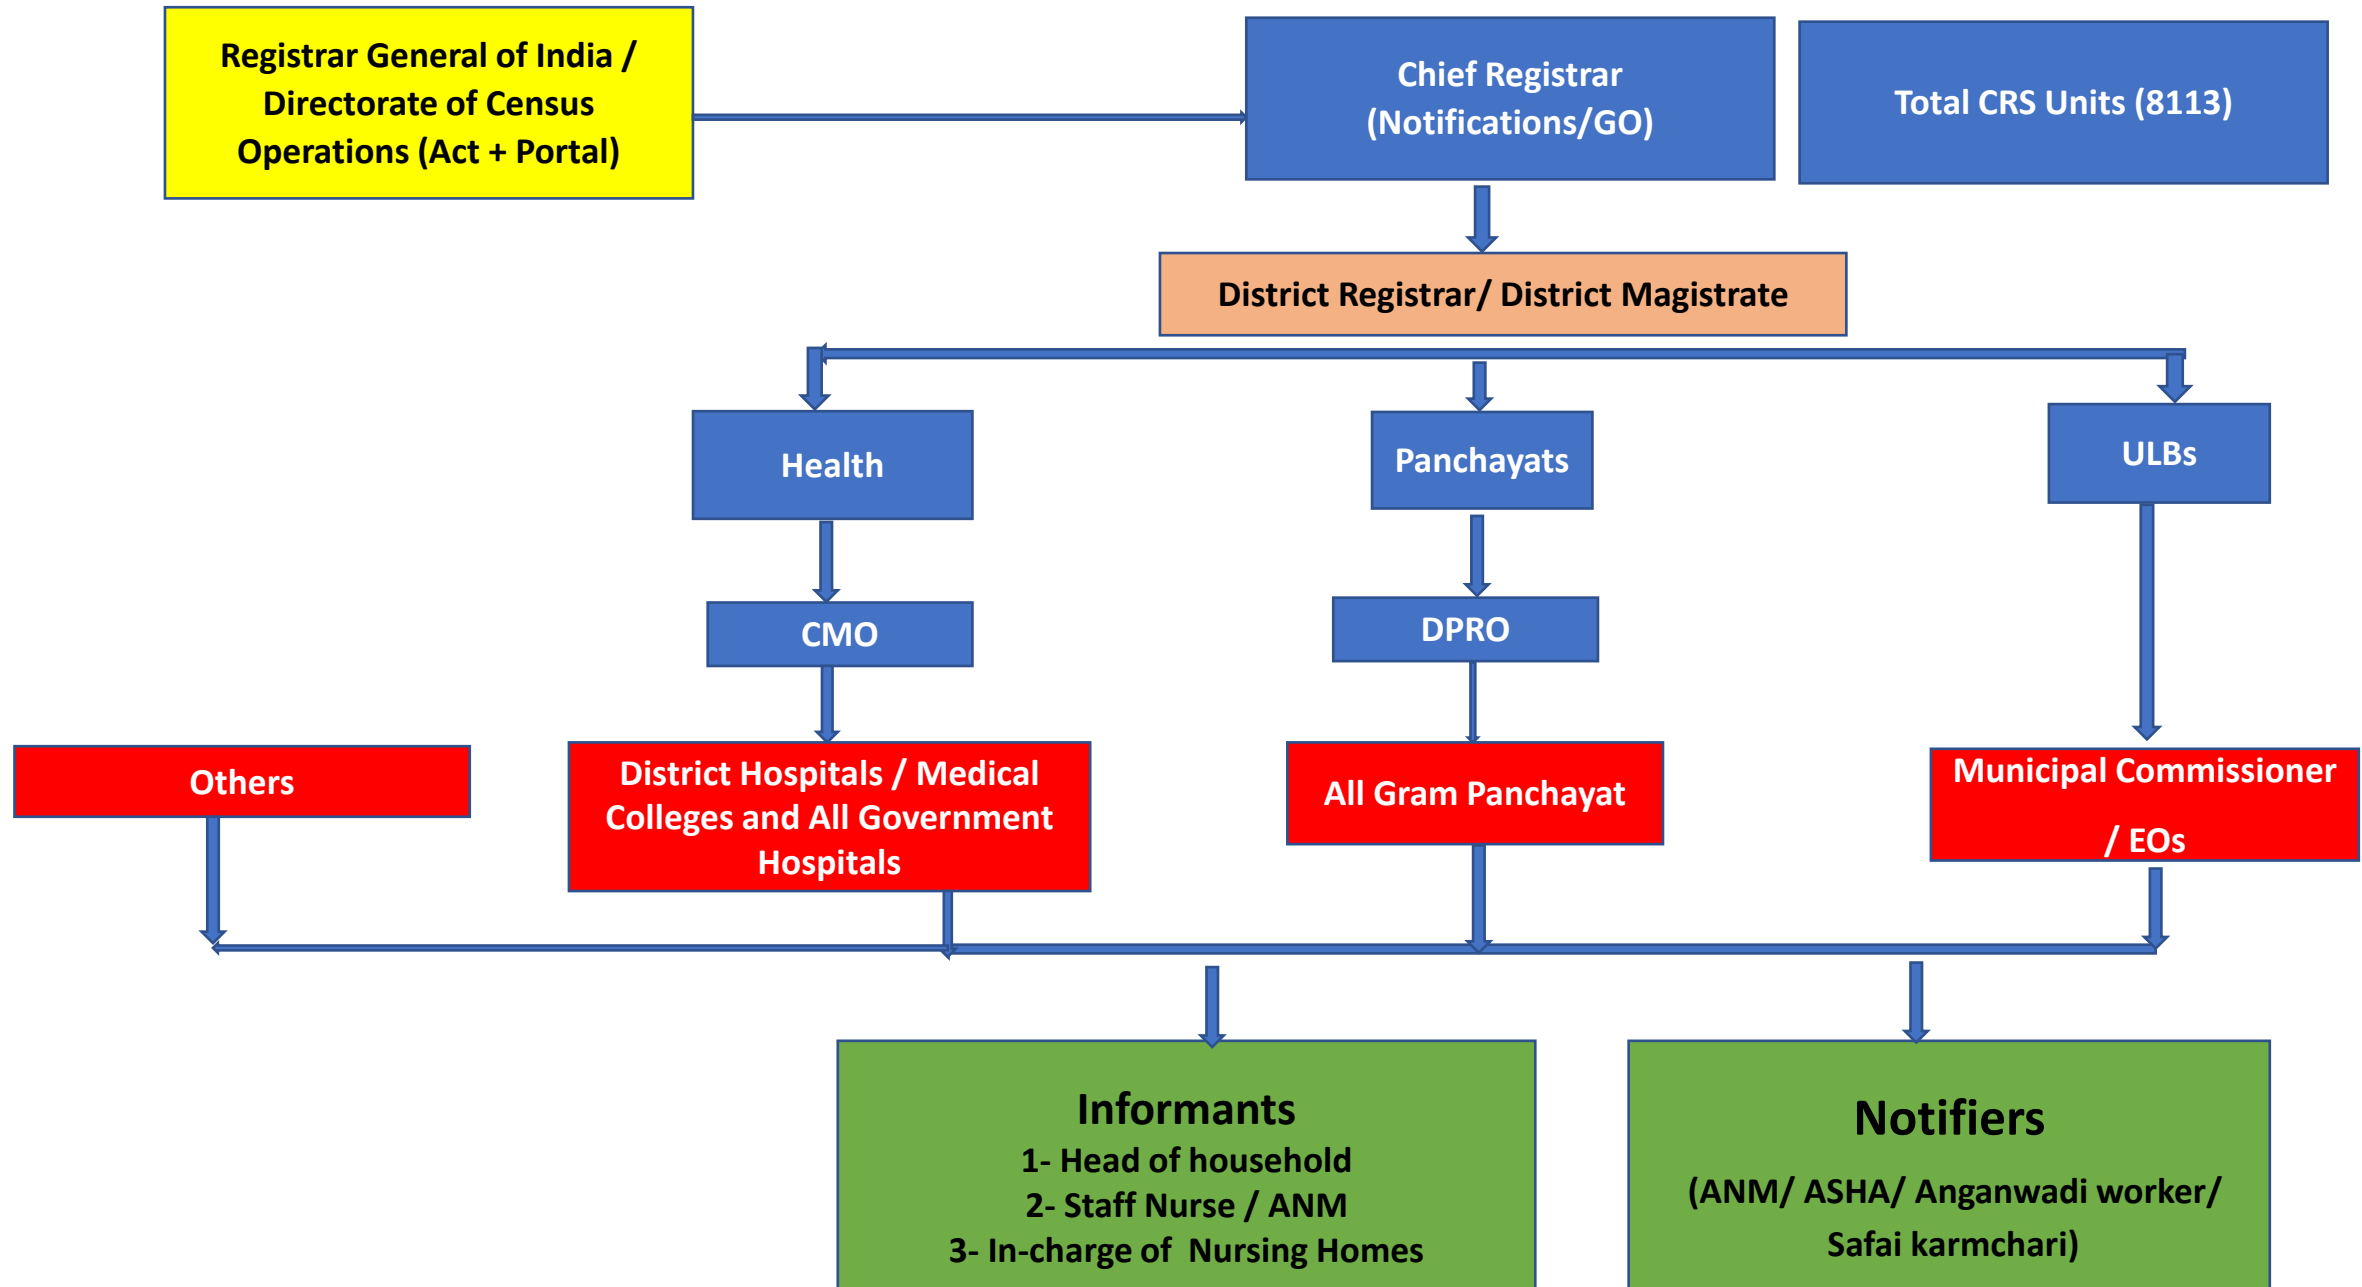 Registrar General of India /
Directorate of Census
Operations (Act + Portal)
Chief Registrar
(Notifications/GO)
Total CRS Units (8113)
District Registrar/ District Magistrate
Health
Panchayats
ULBs
CMO
DPRO
Others
District Hospitals / Medical
Colleges and All Government
Hospitals
All Gram Panchayat
Municipal Commissioner
/ EOs
Informants
1- Head of household
2- Staff Nurse / ANM
3- In-charge of  Nursing Homes
Notifiers
(ANM/ ASHA/ Anganwadi worker/
Safai karmchari)